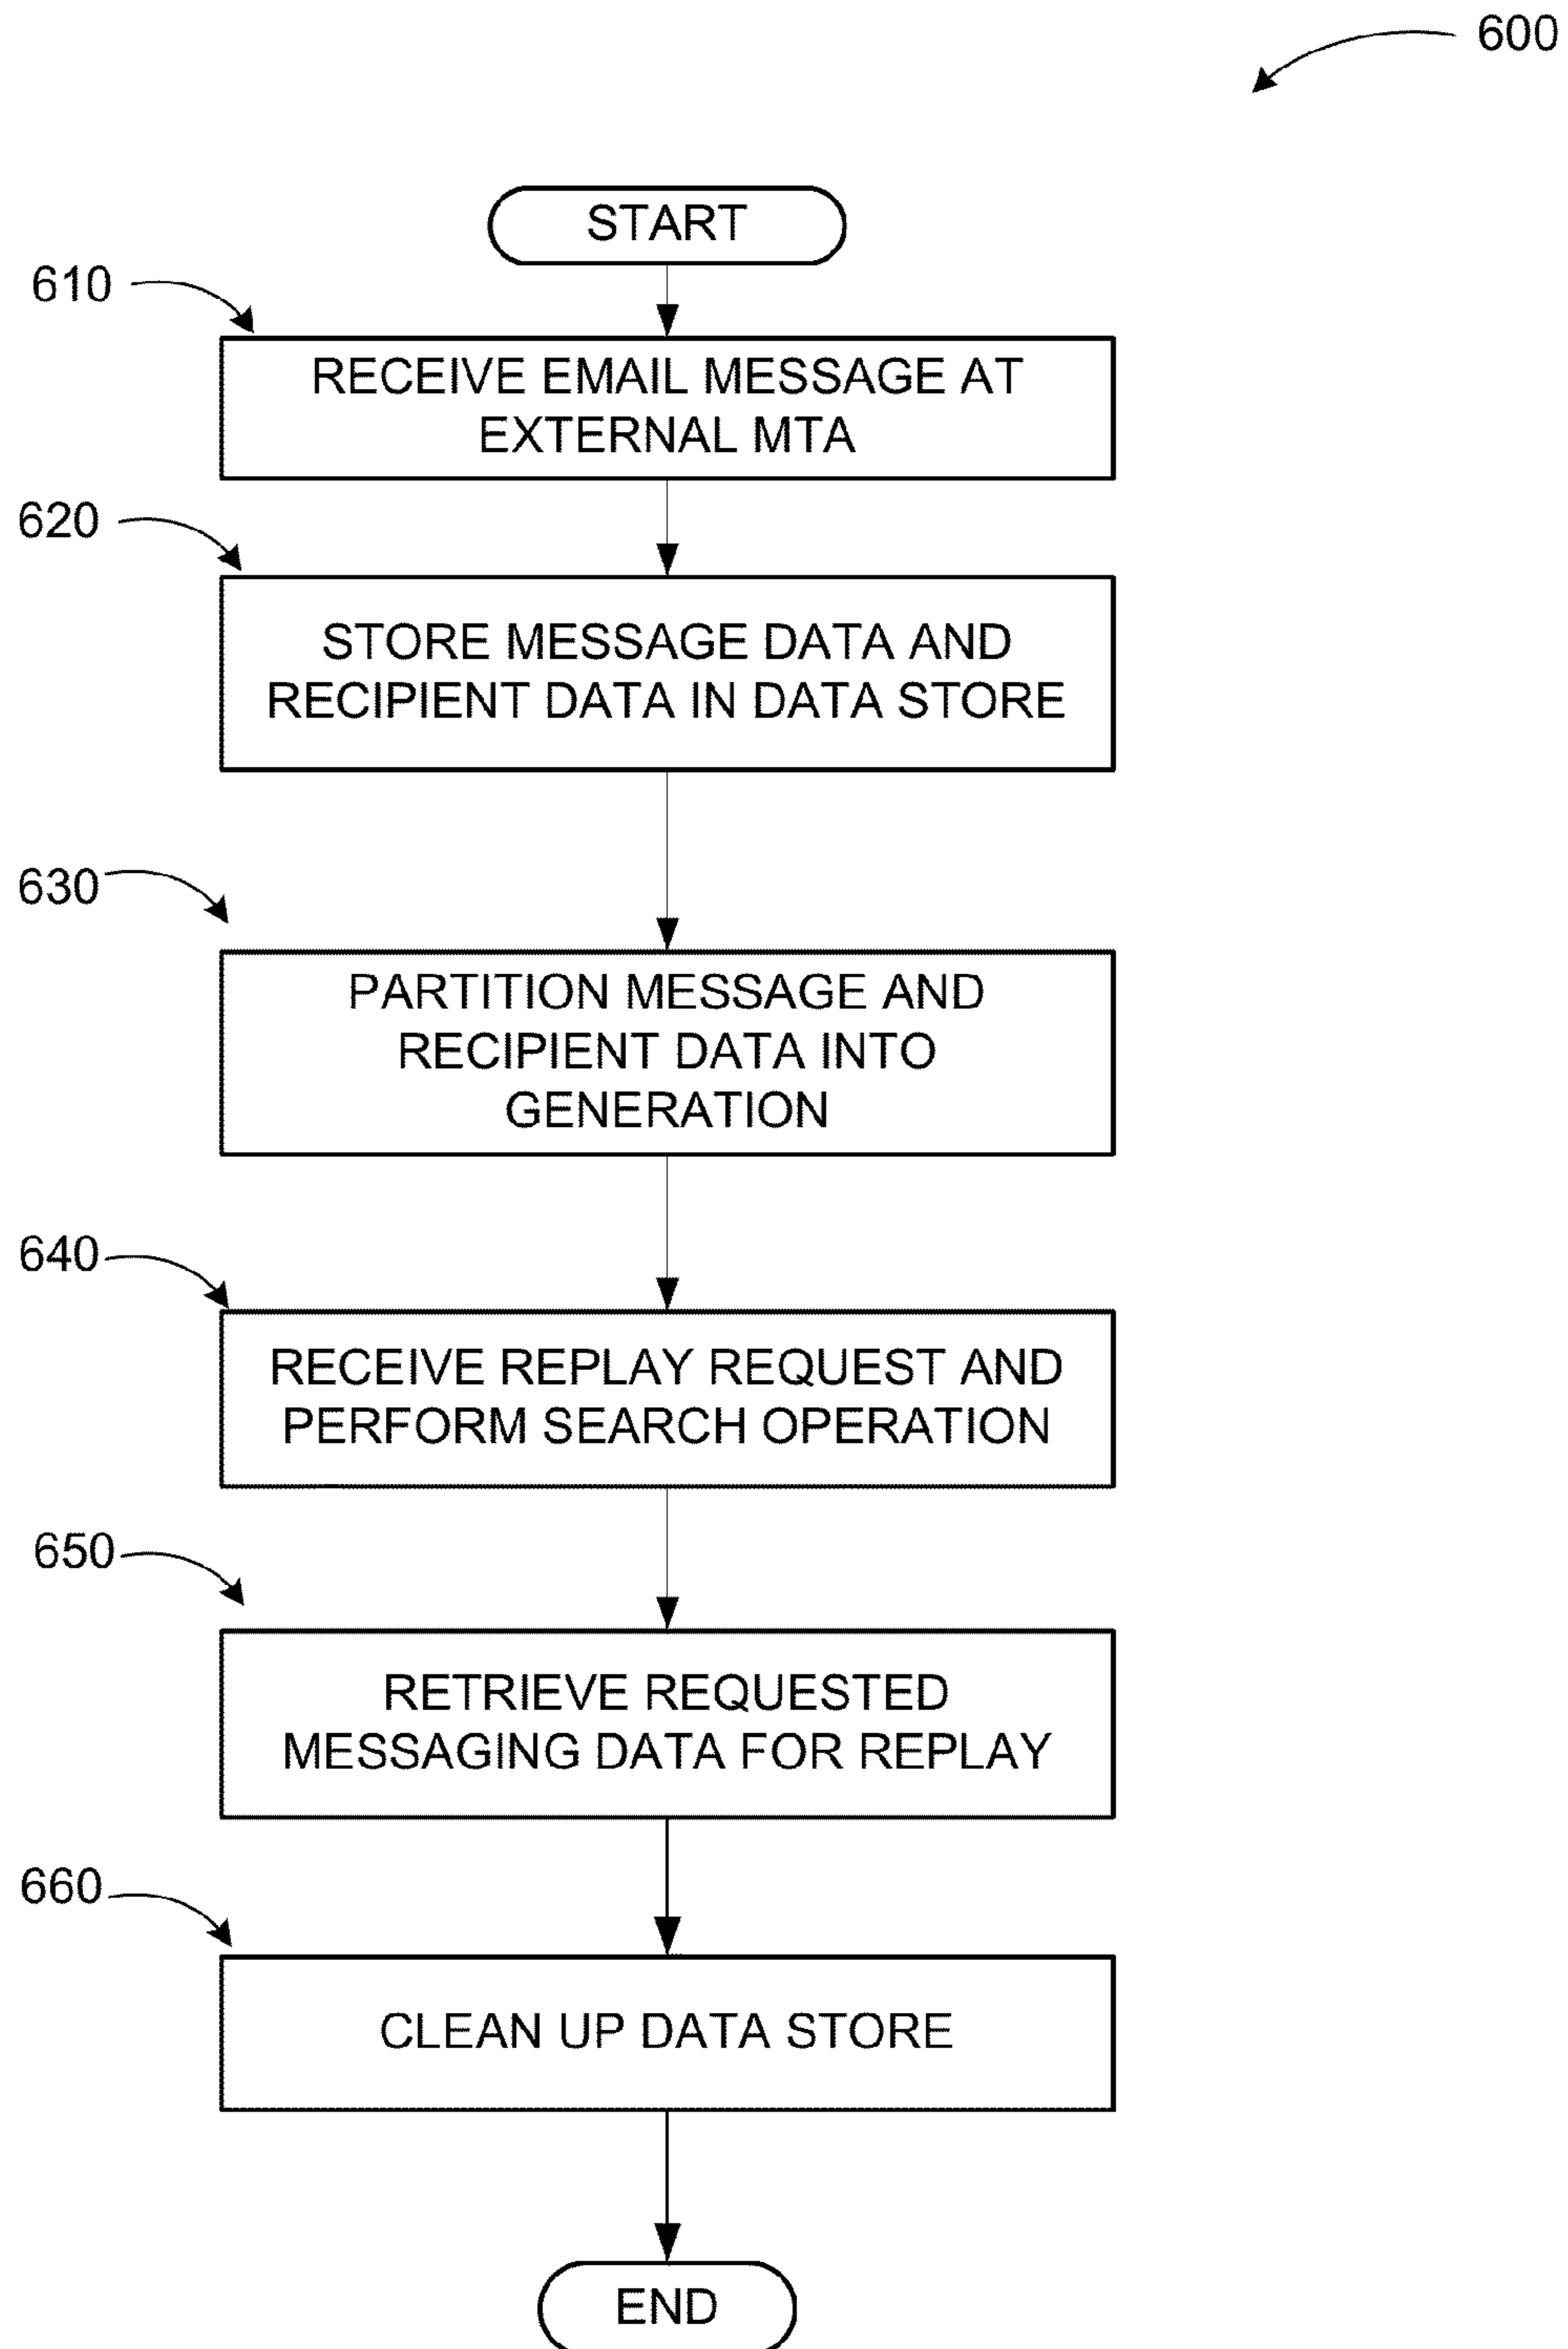 600
START
610
RECEIVE EMAIL MESSAGE AT
EXTERNAL MTA
620
STORE MESSAGE DATA AND
RECIPIENT DATA IN DATA STORE
630
PARTITION MESSAGE AND
RECIPIENT DATA INTO
GENERATION
640
RECEIVE REPLAY REQUEST AND
PERFORM SEARCH OPERATION
650
RETRIEVE REQUESTED
MESSAGING DATA FOR REPLAY
660
CLEAN UP DATA STORE
END